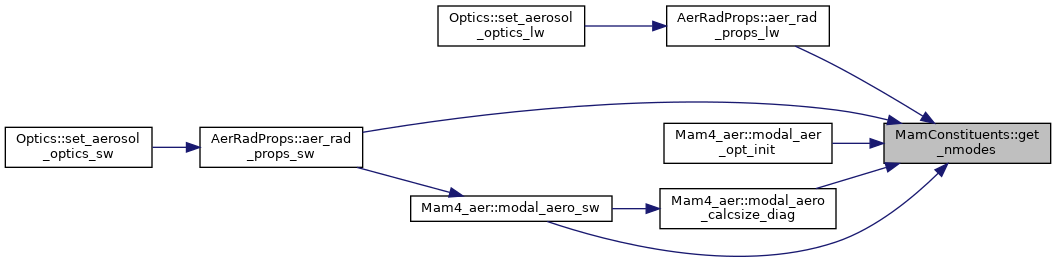 Optics::set_aerosol
_optics_lw
AerRadProps::aer_rad
_props_lw
Optics::set_aerosol
_optics_sw
AerRadProps::aer_rad
_props_sw
Mam4_aer::modal_aer
_opt_init
MamConstituents::get
_nmodes
Mam4_aer::modal_aero_sw
Mam4_aer::modal_aero
_calcsize_diag